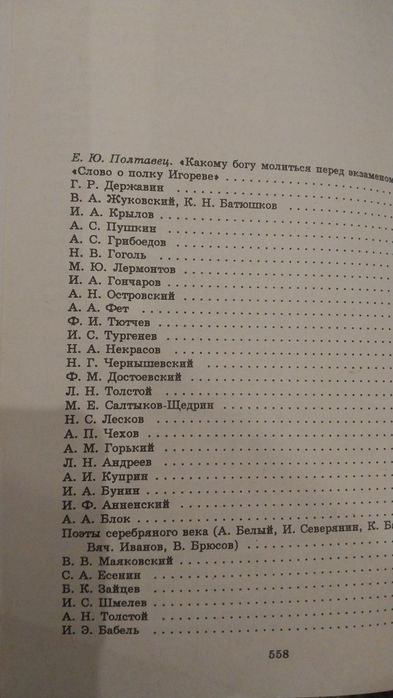 Е. Ю. Полтавец. «Какому богу молиться перед экзаменом
«Слово о полку Игореве» . . . . . . . . . . . . . . . . . .
Г. Р. Державин . . . . . . . . . . . . . . . . . .
В. А. Жуковский, К. Н. Батюшков . . . . . . . . . .
И. А. Крылов . . . . . . . . . . . . . . . . . .
А. С. Пушкин . . . . . . . . . . . . . . . . . .
А. С. Грибоедов . . . . . . . . . . . . . . . . . .
Н. В. Гоголь . . . . . . . . . . . . . . . . . .
М. Ю. Лермонтов . . . . . . . . . . . . . . . . . .
И. А. Гончаров . . . . . . . . . . . . . . . . . .
А. Н. Островский . . . . . . . . . . . . . . . . . .
А. А. Фет . . . . . . . . . . . . . . . . . .
Ф. И. Тютчев . . . . . . . . . . . . . . . . . .
И. С. Тургенев . . . . . . . . . . . . . . . . . .
Н. А. Некрасов . . . . . . . . . . . . . . . . . .
Н. Г. Чернышевский . . . . . . . . . . . . . . . . . .
Ф. М. Достоевский . . . . . . . . . . . . . . . . . .
Л. Н. Толстой . . . . . . . . . . . . . . . . . .
М. Е. Салтыков-Щедрин . . . . . . . . . . . . . . .
Н. С. Лесков . . . . . . . . . . . . . . . . . .
А. П. Чехов . . . . . . . . . . . . . . . . . .
А. М. Горький . . . . . . . . . . . . . . . . . .
Л. Н. Андреев . . . . . . . . . . . . . . . . . .
А. И. Куприн . . . . . . . . . . . . . . . . . .
И. А. Бунин . . . . . . . . . . . . . . . . . .
И. Ф. Анненский . . . . . . . . . . . . . . . . . .
А. А. Блок . . . . . . . . . . . . . . . . . .
Поэты серебряного века (А. Белый, И. Северянин, К.
Вяч. Иванов, В. Брюсов) . . . . . . . . . . . . . .
В. В. Маяковский . . . . . . . . . . . . . . . . . .
С. А. Есенин . . . . . . . . . . . . . . . . . .
Б. К. Зайцев . . . . . . . . . . . . . . . . . .
И. С. Шмелев . . . . . . . . . . . . . . . . . .
А. Н. Толстой . . . . . . . . . . . . . . . . . .
И. Э. Бабель . . . . . . . . . . . . . . . . . .
558